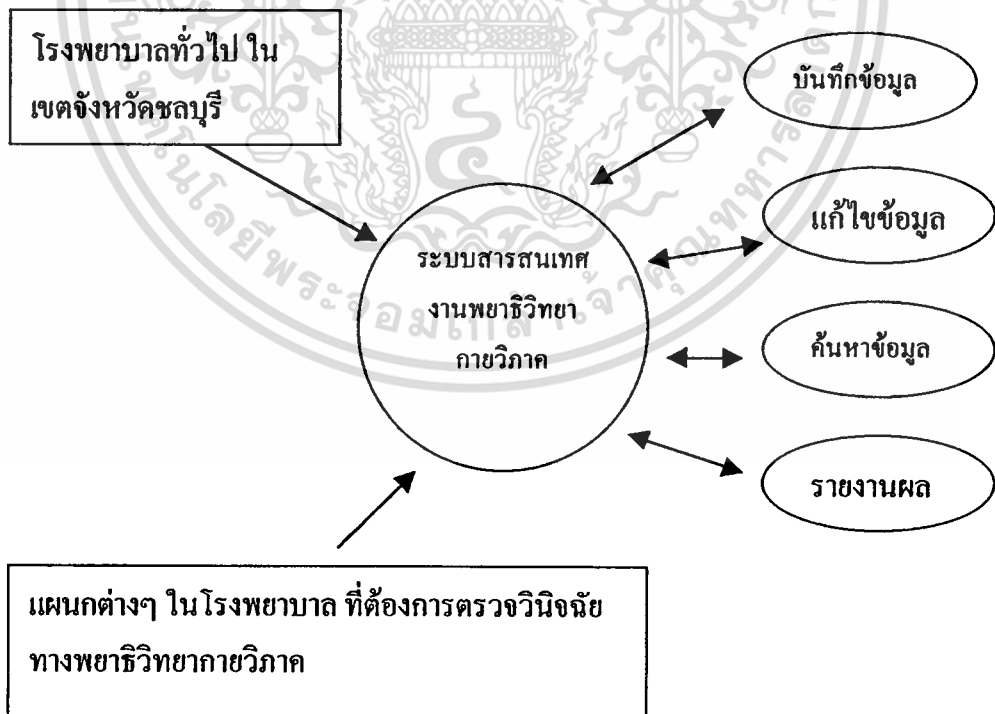 โรงพยาบาลทั่วไป ใน
เขตจังหวัดชลบุรี
บันทึกข้อมูล
แก้ไขข้อมูล
ระบบสารสนเทศ
งานพยาธิวิทยา
กายวิภาค
ค้นหาข้อมูล
รายงานผล
แผนกต่างๆ ในโรงพยาบาล ที่ต้องการตรวจวินิจฉัย
ทางพยาธิวิทยากายวิภาค